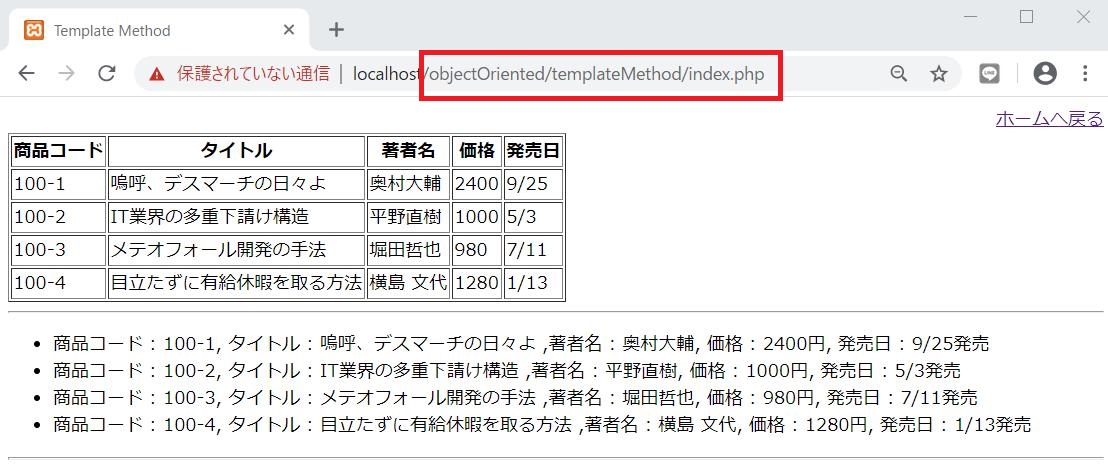 Template Method
保護されていない通信 | localhost/objectOriented/templateMethod/index.php
ホームへ戻る
商品コード タイトル 著者名 価格 発売日
100-1 嗚呼、デスマーチの日々よ 奥村大輔 2400 9/25
100-2 IT業界の多重下請け構造 平野直樹 1000 5/3
100-3 メテオフォール開発の手法 堀田哲也 980 7/11
100-4 目立たずに有給休暇を取る方法 横島 文代 1280 1/13
商品コード : 100-1, タイトル : 嗚呼、デスマーチの日々よ ,著者名 : 奥村大輔, 価格 : 2400円, 発売日 : 9/25発売
商品コード : 100-2, タイトル : IT業界の多重下請け構造 ,著者名 : 平野直樹, 価格 : 1000円, 発売日 : 5/3発売
商品コード : 100-3, タイトル : メテオフォール開発の手法 ,著者名 : 堀田哲也, 価格 : 980円, 発売日 : 7/11発売
商品コード : 100-4, タイトル : 目立たずに有給休暇を取る方法 ,著者名 : 横島 文代, 価格 : 1280円, 発売日 : 1/13発売